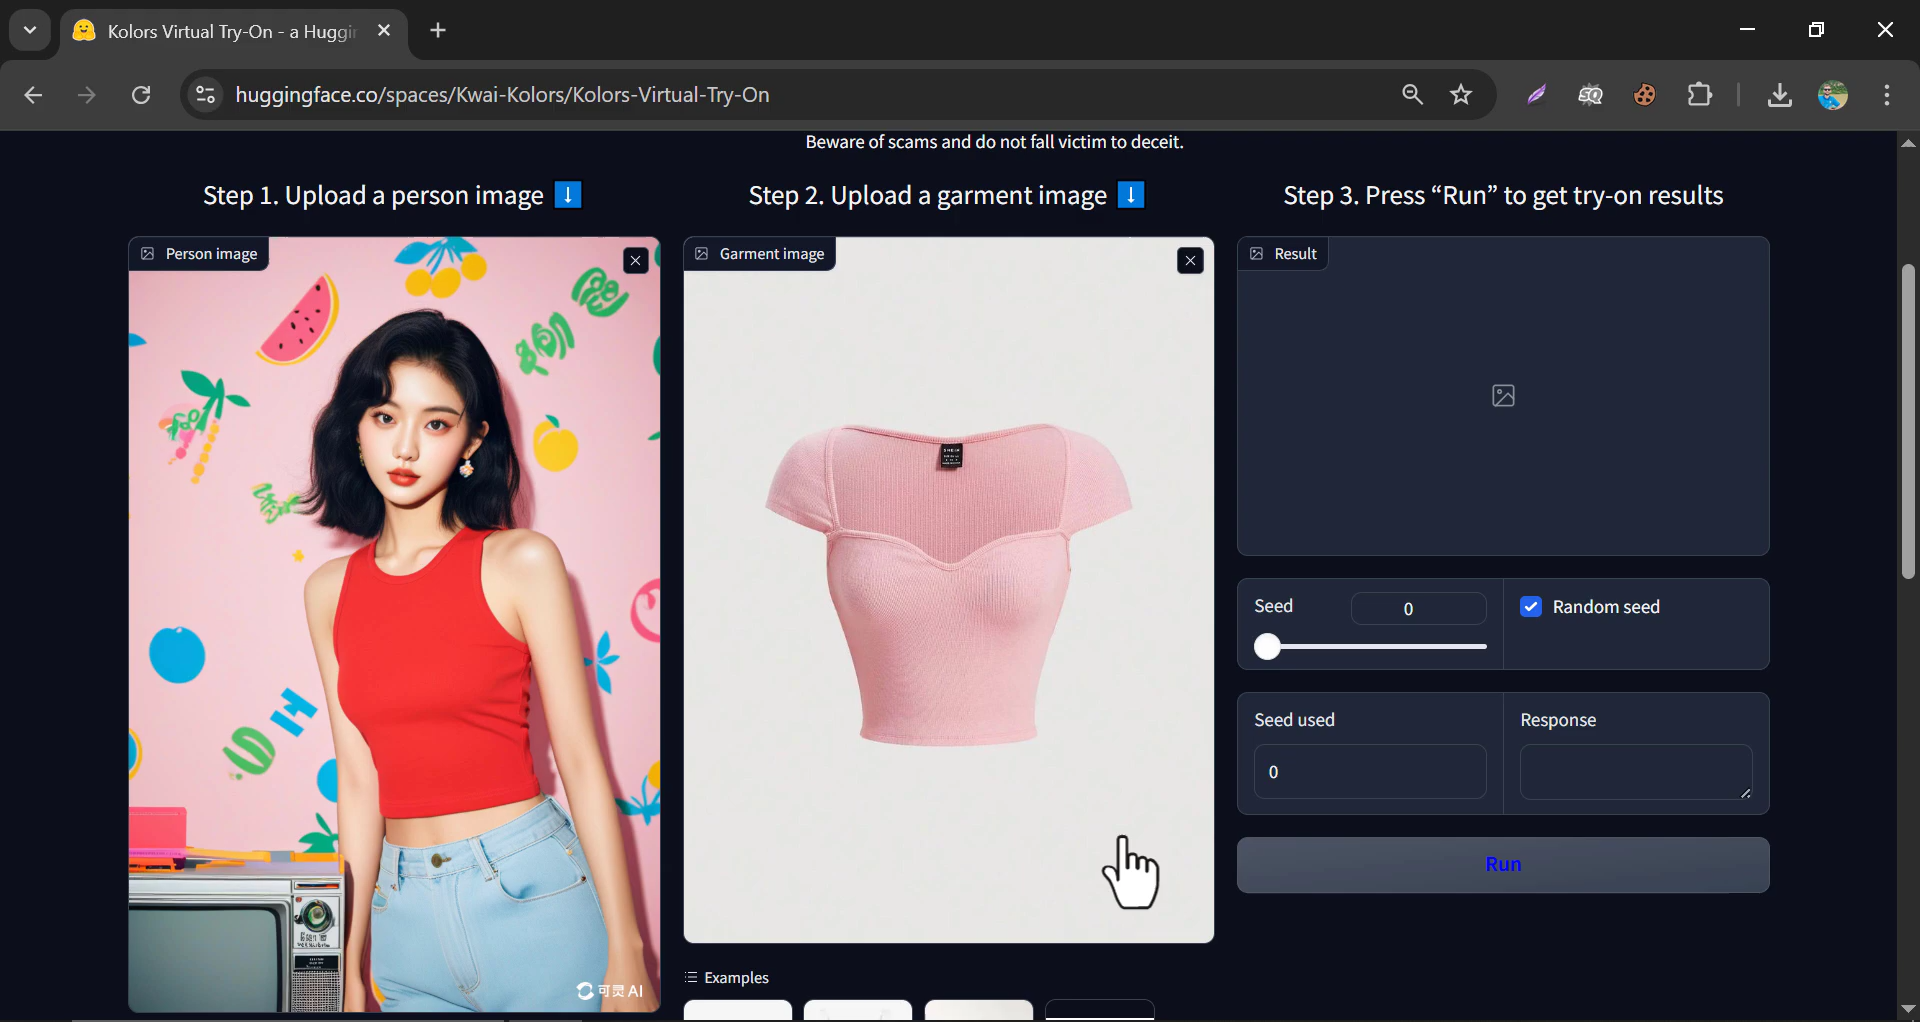 Kolors Virtual Try-On - a Huggin
huggingface.co/spaces/Kwai-Kolors/Kolors-Virtual-Try-On
Beware of scams and do not fall victim to deceit.
Step 1. Upload a person image
Step 2. Upload a garment image
Step 3. Press “Run” to get try-on results
Person image
Garment image
Result
SHEIN
可灵 AI
Seed
0
Random seed
Seed used
0
Response
Run
Examples